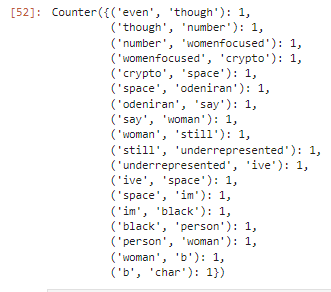 [52]: Counter({('even', 'though'): 1,
('though', 'number'): 1,
('number', 'womenfocused'): 1,
('womenfocused', 'crypto'): 1,
('crypto', 'space'): 1,
('space', 'odeniran'): 1,
('odeniran', 'say'): 1,
('say', 'woman'): 1,
('woman', 'still'): 1,
('still', 'underrepresented'): 1,
('underrepresented', 'ive'): 1,
('ive', 'space'): 1,
('space', 'im'): 1,
('im', 'black'): 1,
('black', 'person'): 1,
('person', 'woman'): 1,
('woman', 'b'): 1,
('b', 'char'): 1})